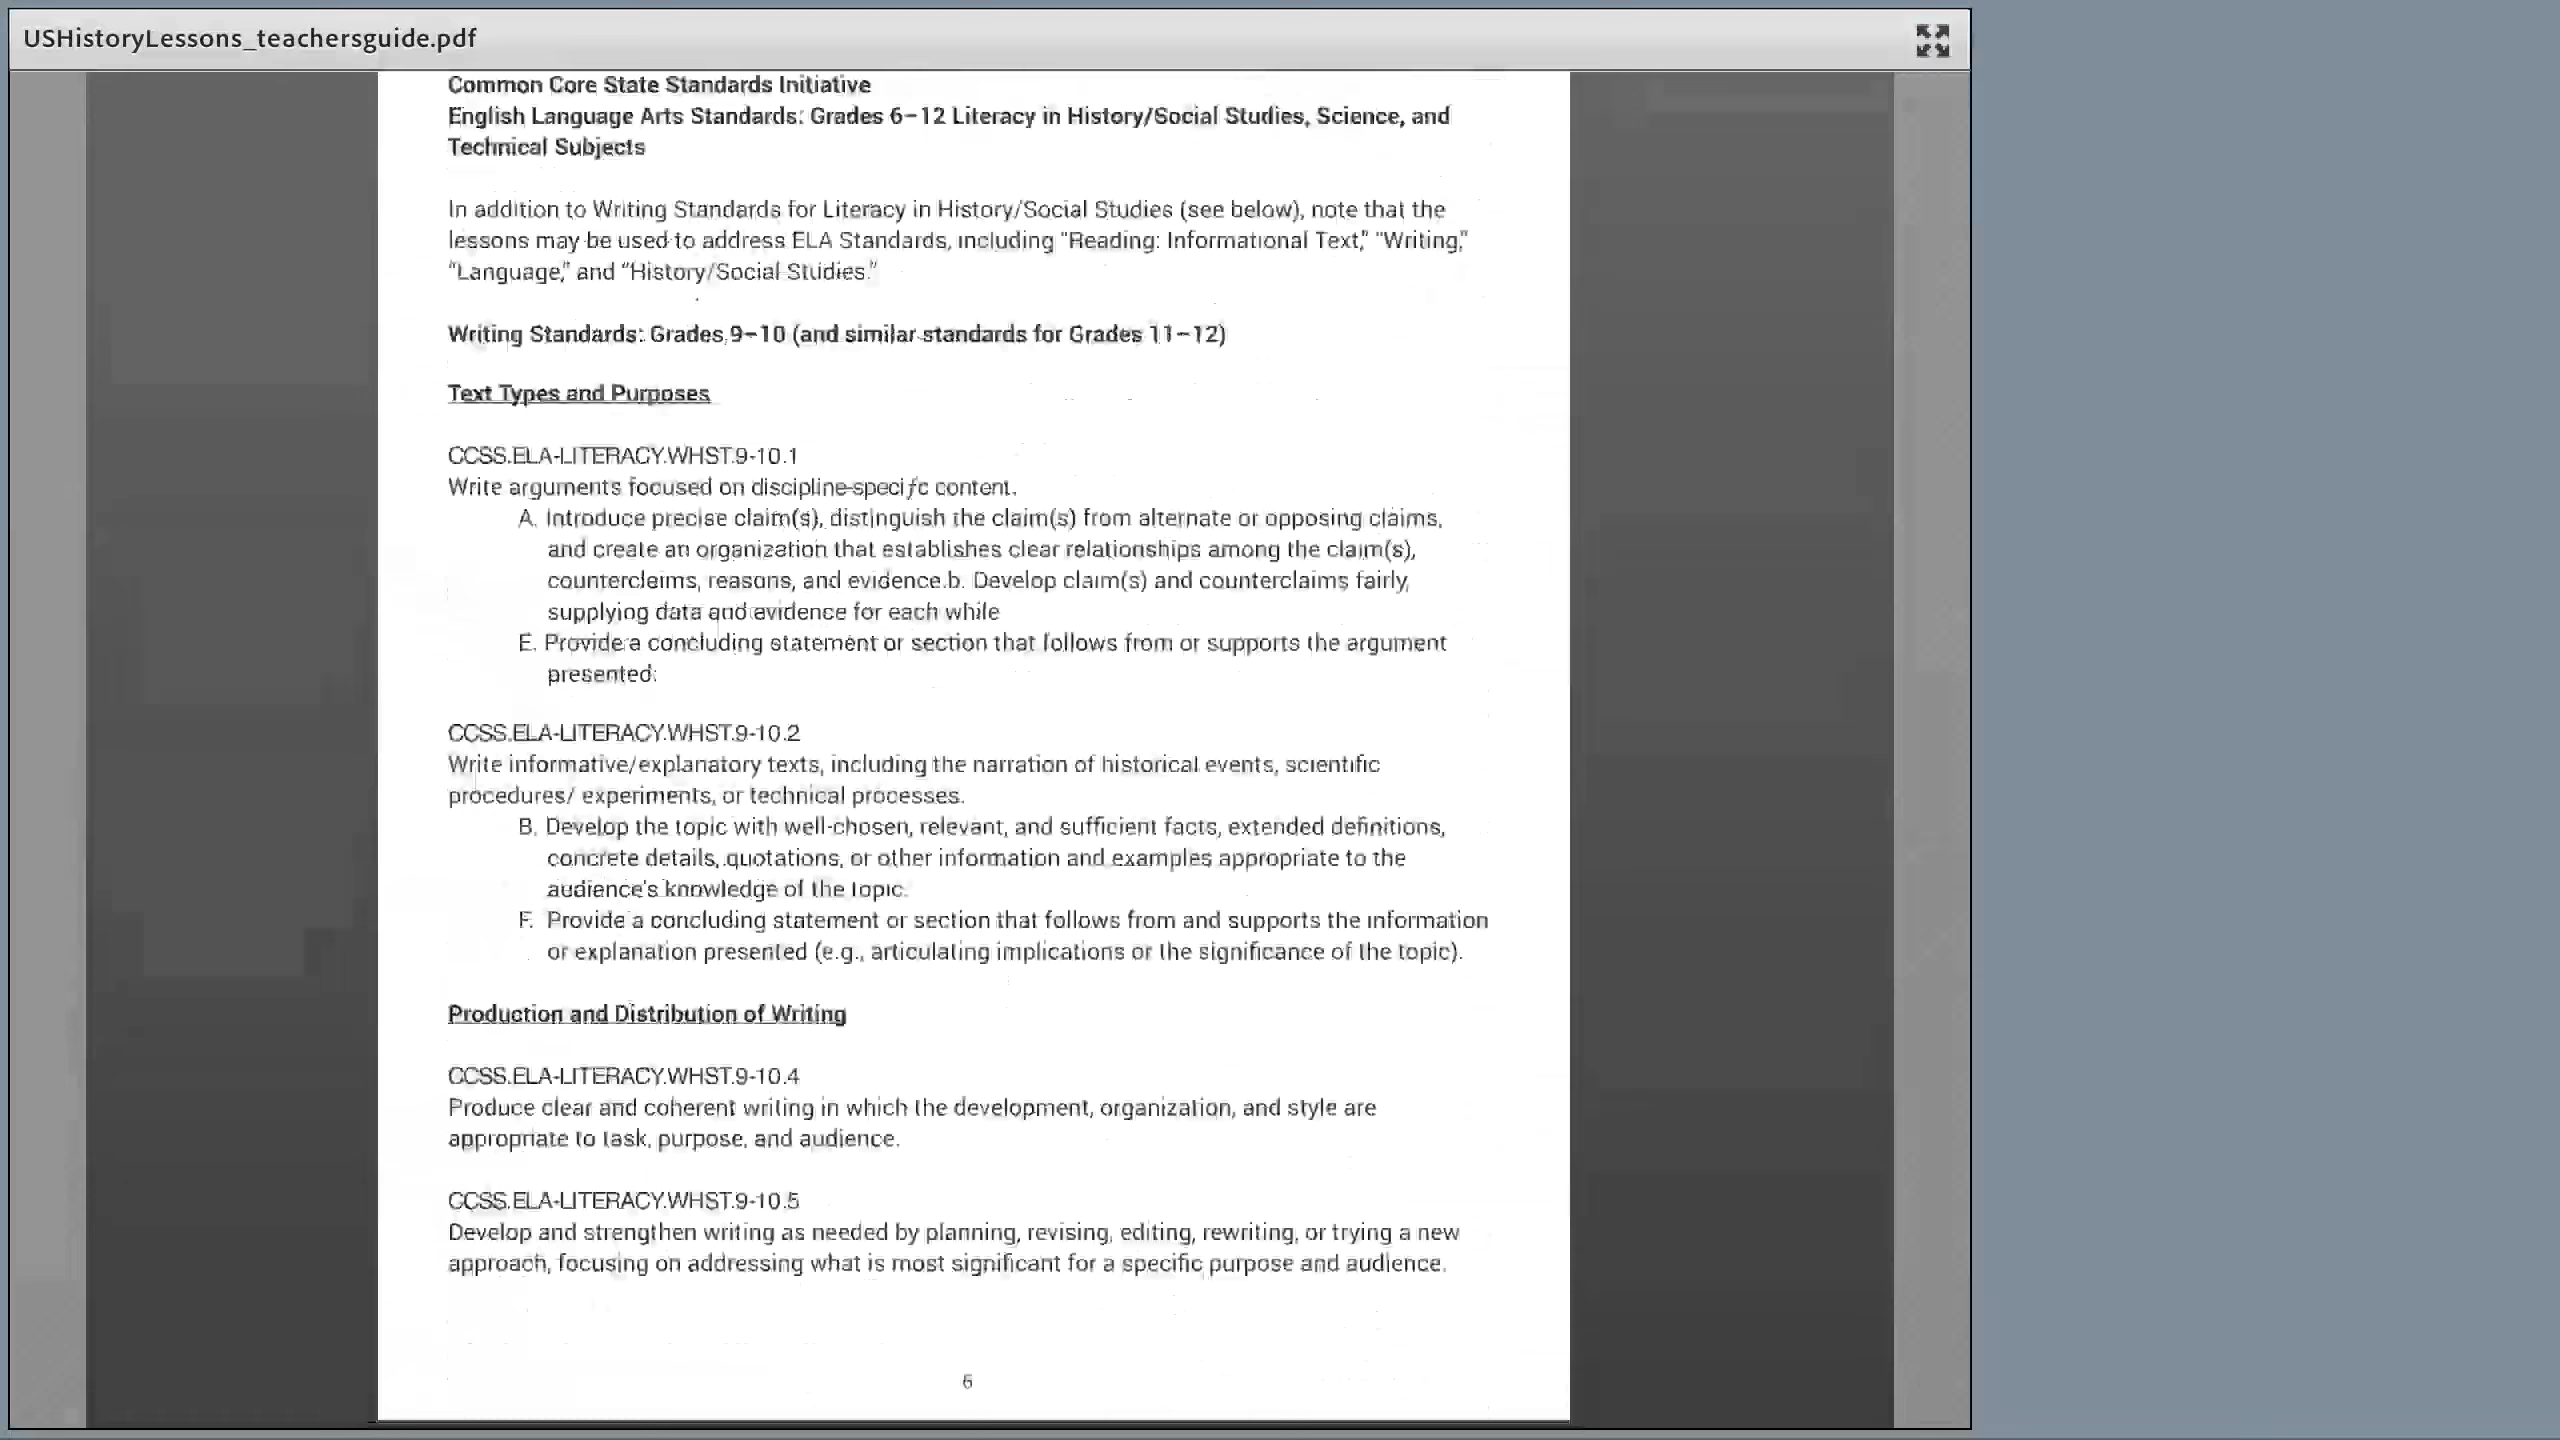 USHistoryLessons_teachersguide.pdf
Common Core State Standards Initiative
English Language Arts Standards: Grades 6–12 Literacy in History/Social Studies, Science, and
Technical Subjects
In addition to Writing Standards for Literacy in History/Social Studies (see below), note that the
lessons may be used to address ELA Standards, including “Reading: Informational Text,” “Writing,”
“Language,” and “History/Social Studies.”
Writing Standards: Grades 9–10 (and similar standards for Grades 11–12)
Text Types and Purposes
CCSS.ELA-LITERACY.WHST.9-10.1
Write arguments focused on discipline-specifc content.
A. Introduce precise claim(s), distinguish the claim(s) from alternate or opposing claims,
and create an organization that establishes clear relationships among the claim(s),
counterclaims, reasons, and evidence.b. Develop claim(s) and counterclaims fairly,
supplying data and evidence for each while
E. Provide a concluding statement or section that follows from or supports the argument
presented.
CCSS.ELA-LITERACY.WHST.9-10.2
Write informative/explanatory texts, including the narration of historical events, scientific
procedures/ experiments, or technical processes.
B. Develop the topic with well-chosen, relevant, and sufficient facts, extended definitions,
concrete details, quotations, or other information and examples appropriate to the
audience's knowledge of the topic.
F. Provide a concluding statement or section that follows from and supports the information
or explanation presented (e.g., articulating implications or the significance of the topic).
Production and Distribution of Writing
CCSS.ELA-LITERACY.WHST.9-10.4
Produce clear and coherent writing in which the development, organization, and style are
appropriate to task, purpose, and audience.
CCSS.ELA-LITERACY.WHST.9-10.5
Develop and strengthen writing as needed by planning, revising, editing, rewriting, or trying a new
approach, focusing on addressing what is most significant for a specific purpose and audience.
6